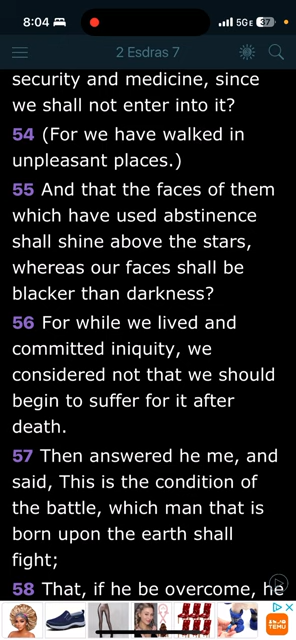 8:04
5GE 37
2 Esdras 7
security and medicine, since
we shall not enter into it?
54 (For we have walked in
unpleasant places.)
55 And that the faces of them
which have used abstinence
shall shine above the stars,
whereas our faces shall be
blacker than darkness?
56 For while we lived and
committed iniquity, we
considered not that we should
begin to suffer for it after
death.
57 Then answered he me, and
said, This is the condition of
the battle, which man that is
born upon the earth shall
fight;
58 That, if he be overcome, he
TEMU